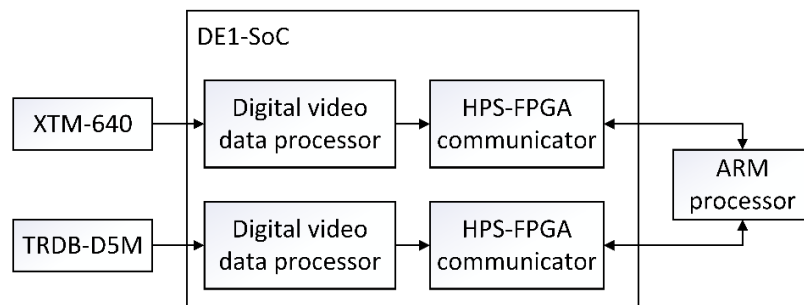 DE1-SoC
XTM-640
Digital video
data processor
HPS-FPGA
communicator
ARM
processor
TRDB-D5M
Digital video
data processor
HPS-FPGA
communicator